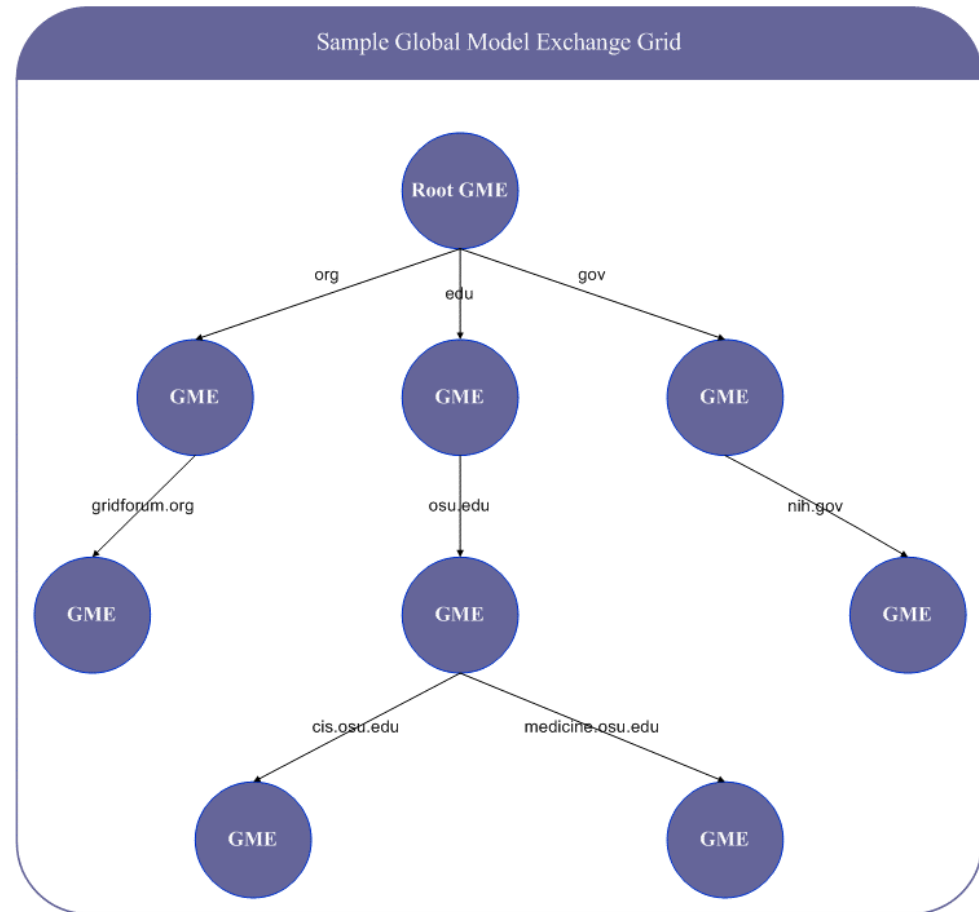 Sample Global Model Exchange Grid
Root GME
org
edu
gov
GME
GME
GME
gridforum.org
osu.edu
nih.gov
GME
GME
GME
cis.osu.edu
medicine.osu.edu
GME
GME